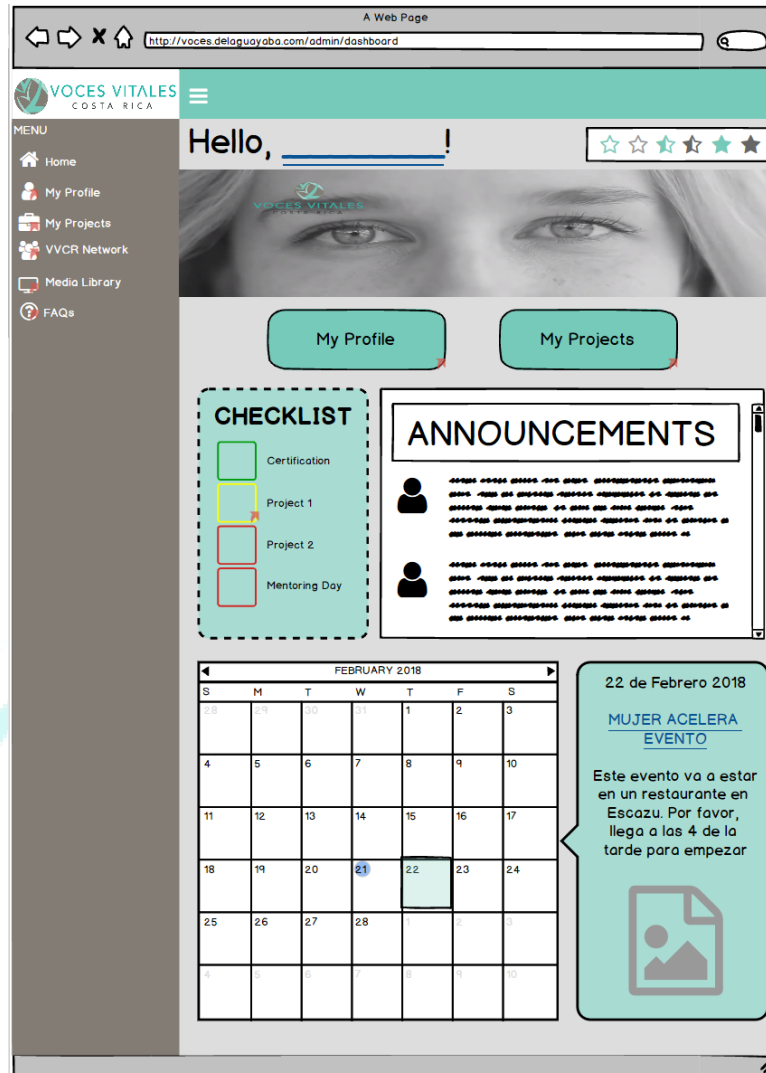 A Web Page
http://voces.delaguayaba.com/admin/dashboard
VOCES VITALES
COSTA RICA
MENU
Home
My Profile
My Projects
VVCR Network
Media Library
FAQs
Hello, !
VOCES VITALES
COSTA RICA
My Profile
My Projects
CHECKLIST
Certification
Project 1
Project 2
Mentoring Day
ANNOUNCEMENTS
FEBRUARY 2018
S M T W T F S
28 29 30 31 1 2 3
4 5 6 7 8 9 10
11 12 13 14 15 16 17
18 19 20 21 22 23 24
25 26 27 28 1 2 3
4 5 6 7 8 9 10
22 de Febrero 2018
MUJER ACELERA
EVENTO
Este evento va a estar
en un restaurante en
Escazu. Por favor,
llega a las 4 de la
tarde para empezar